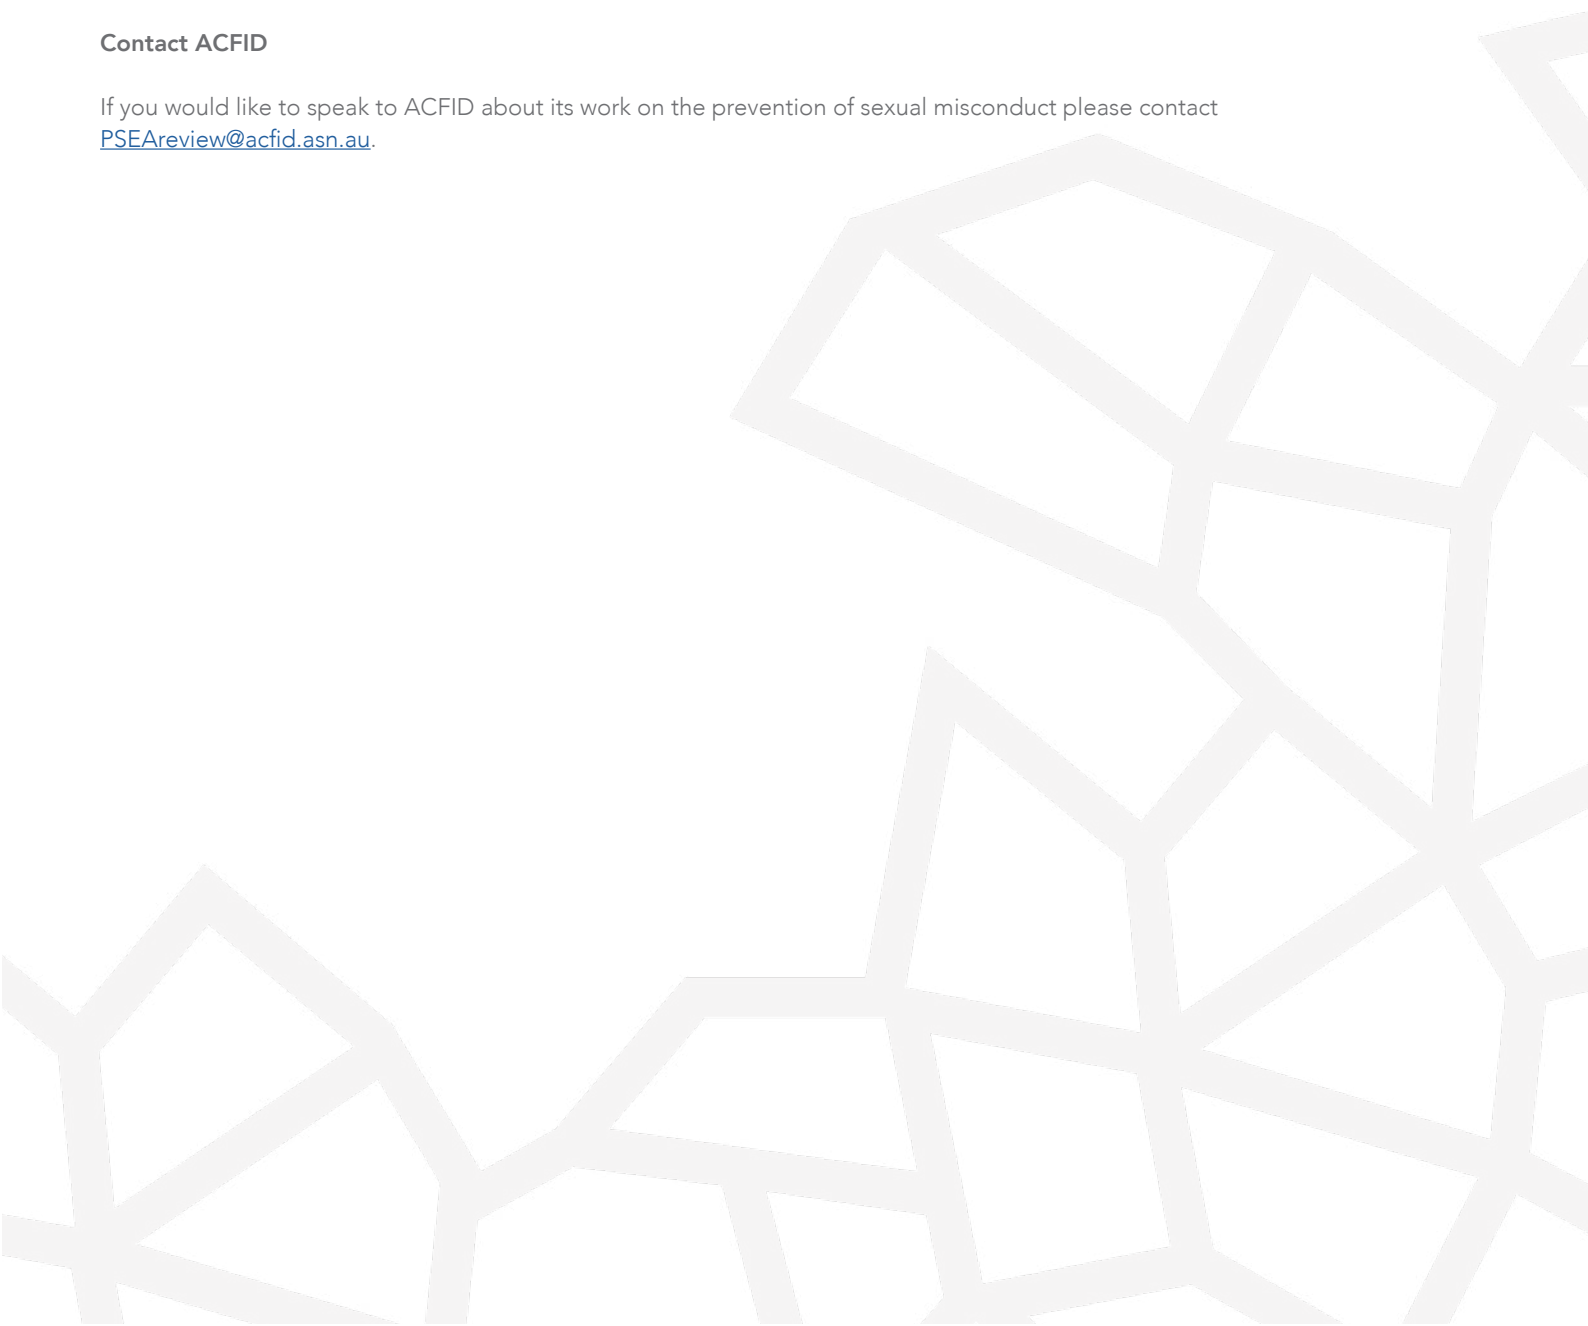 Contact ACFID
If you would like to speak to ACFID about its work on the prevention of sexual misconduct please contact
PSEAreview@acfid.asn.au.